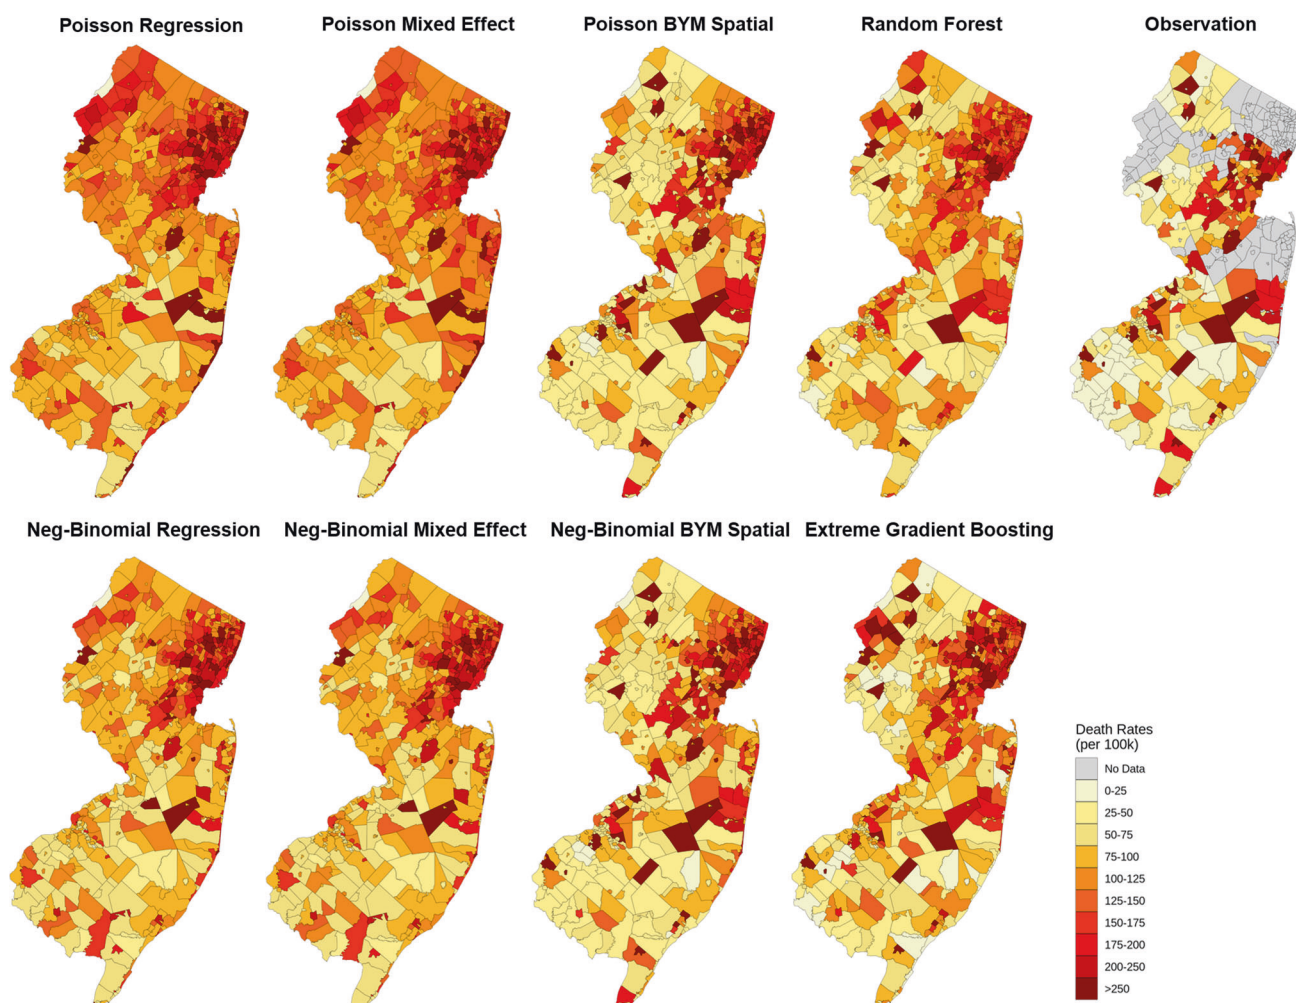 Poisson Regression
Poisson Mixed Effect
Poisson BYM Spatial
Random Forest
Observation
Neg-Binomial Regression
Neg-Binomial Mixed Effect
Neg-Binomial BYM Spatial
Extreme Gradient Boosting
Death Rates
(per 100k)
No Data
0-25
25-50
50-75
75-100
100-125
125-150
150-175
175-200
200-250
>250